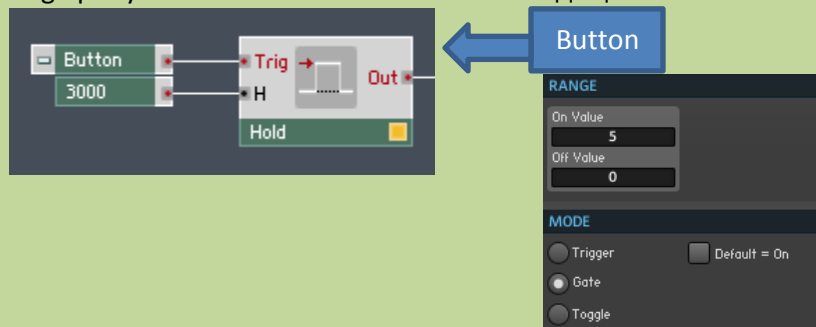 Button
3000
Trig
H
Out
Hold
Button
RANGE
On Value
5
Off Value
0
MODE
Trigger
Default = On
Gate
Toggle